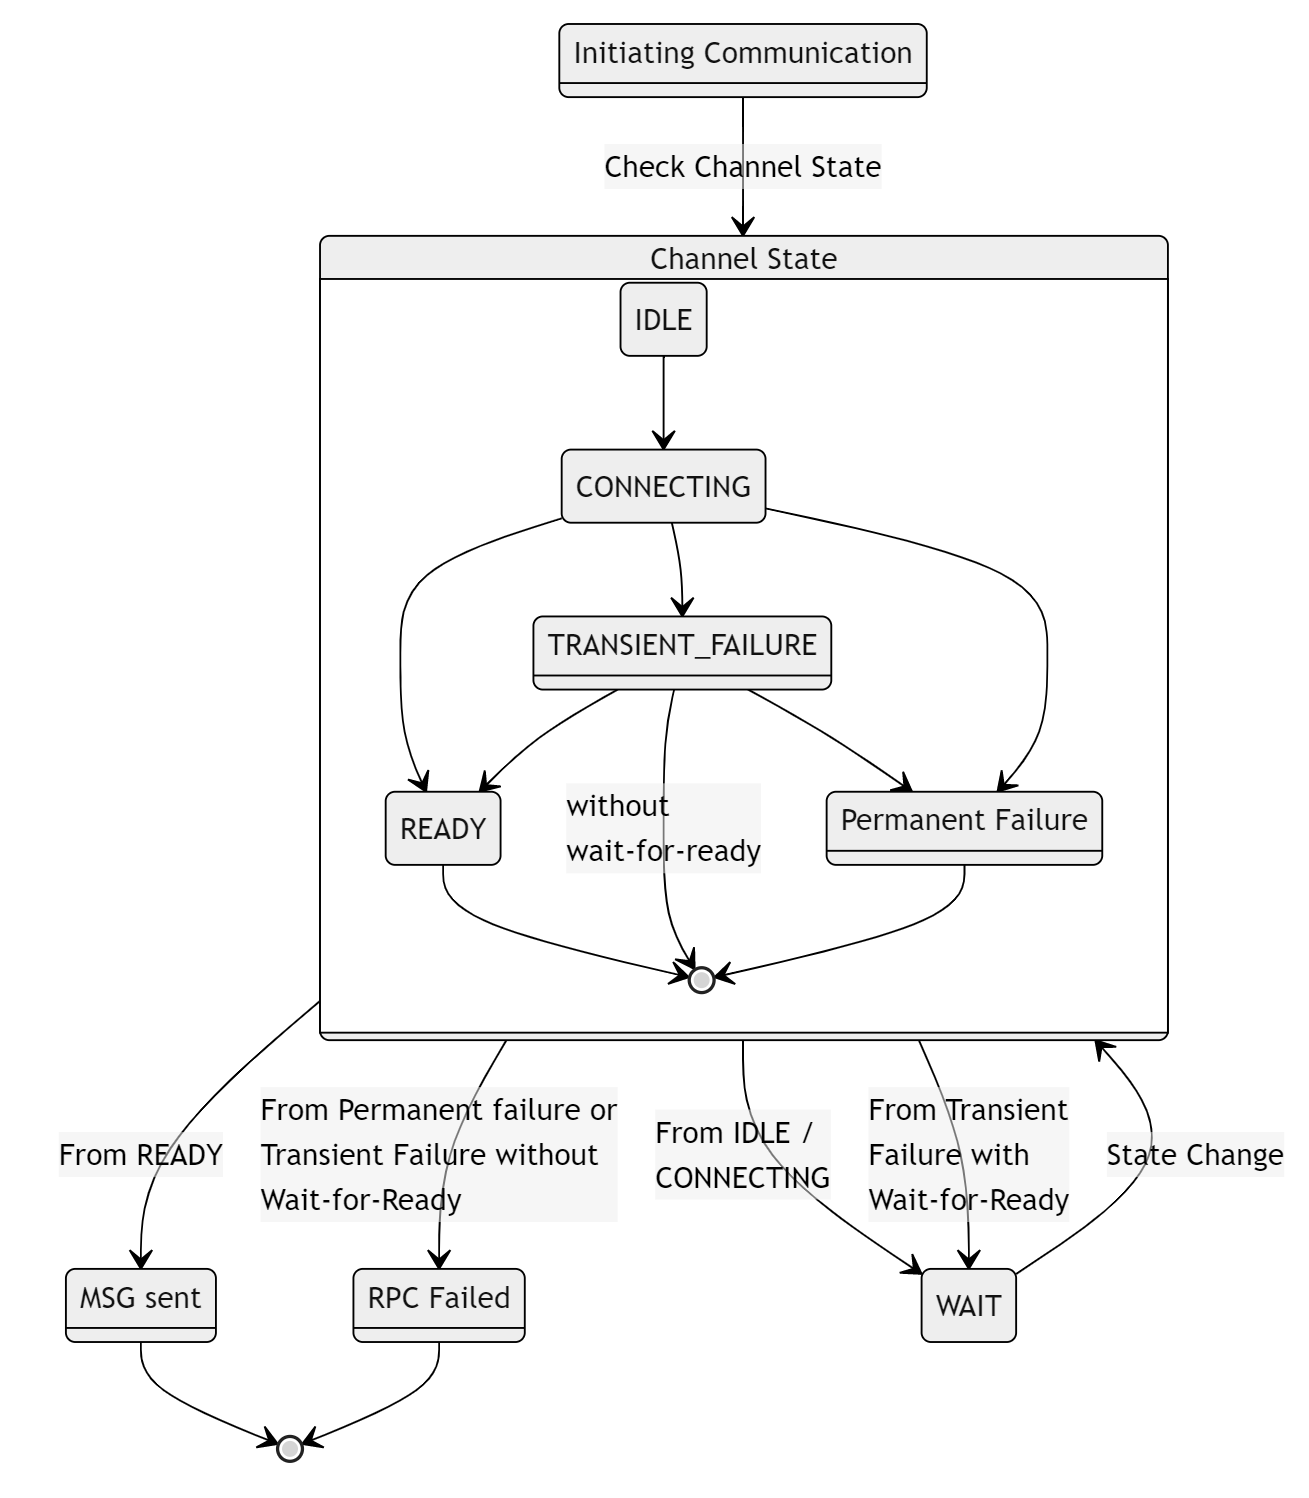 Initiating Communication
Check Channel State
Channel State
IDLE
CONNECTING
TRANSIENT_FAILURE
READY
without
wait-for-ready
Permanent Failure
From READY
From Permanent failure or
Transient Failure without
Wait-for-Ready
From IDLE /
CONNECTING
From Transient
Failure with
Wait-for-Ready
State Change
MSG sent
RPC Failed
WAIT